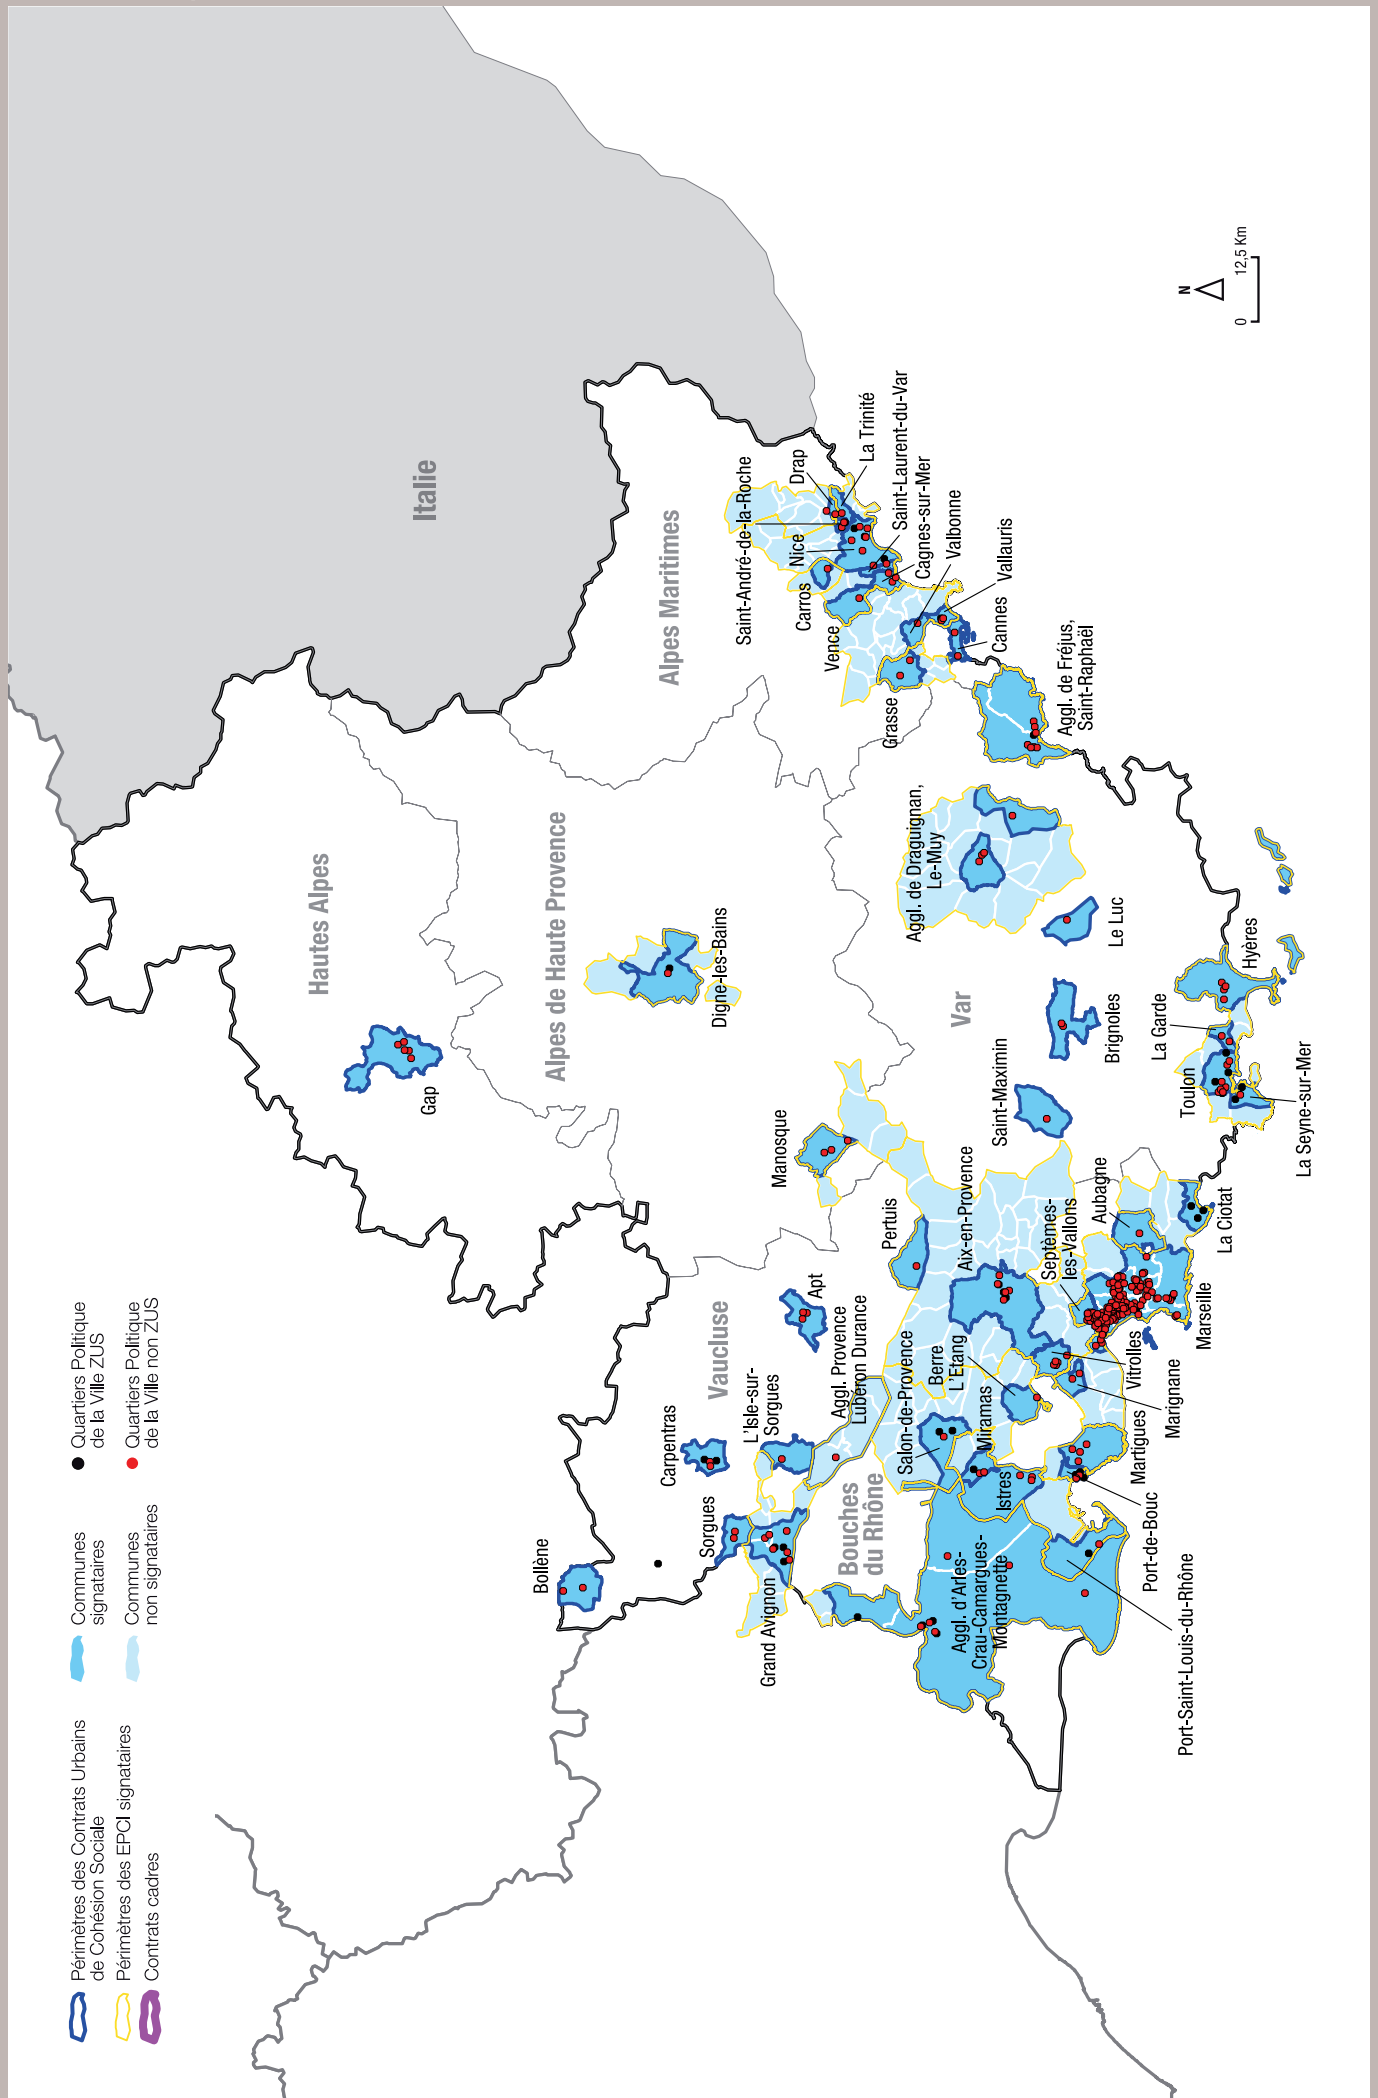 Périmètres des Contrats Urbains
de Cohésion Sociale
Périmètres des EPCI signataires
Contrats cadres
Communes
signataires
Communes
non signataires
Quartiers Politique
de la Ville ZUS
Quartiers Politique
de la Ville non ZUS
Italie
Hautes Alpes
Gap
Alpes de Haute Provence
Digne-les-Bains
Manosque
Alpes Maritimes
Saint-André-de-la-Roche
Drap
La Trinité
Nice
Saint-Laurent-du-Var
Carros
Cagnes-sur-Mer
Vence
Valbonne
Vallauris
Grasse
Cannes
Aggl. de Fréjus,
Saint-Raphaël
Var
Aggl. de Draguignan,
Le-Muy
Le Luc
Brignoles
Saint-Maximin
Hyères
La Garde
Toulon
La Seyne-sur-Mer
Vaucluse
Bollène
Carpentras
Sorgues
L'Isle-sur-
Sorgues
Apt
Pertuis
Grand Avignon
Aggl. Provence
Lubéron Durance
Bouches
du Rhône
Salon-de-Provence
Berre
L'Etang
Aix-en-Provence
Septèmes-
les-Vallons
Aubagne
La Ciotat
Marseille
Vitrolles
Marignane
Miramas
Istres
Martigues
Port-de-Bouc
Port-Saint-Louis-du-Rhône
Aggl. d'Arles-
Crau-Camargues-
Montagnette
N
0
12,5 Km